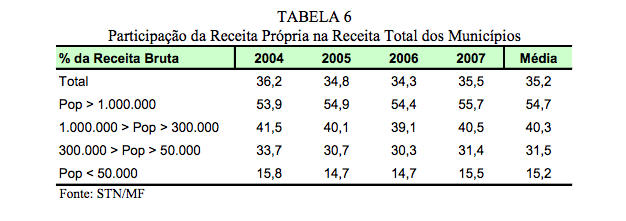 TABELA 6
Participação da Receita Própria na Receita Total dos Municípios
% da Receita Bruta 2004 2005 2006 2007 Média
Total 36,2 34,8 34,3 35,5 35,2
Pop > 1.000.000 53,9 54,9 54,4 55,7 54,7
1.000.000 > Pop > 300.000 41,5 40,1 39,1 40,5 40,3
300.000 > Pop > 50.000 33,7 30,7 30,3 31,4 31,5
Pop < 50.000 15,8 14,7 14,7 15,5 15,2
Fonte: STN/MF